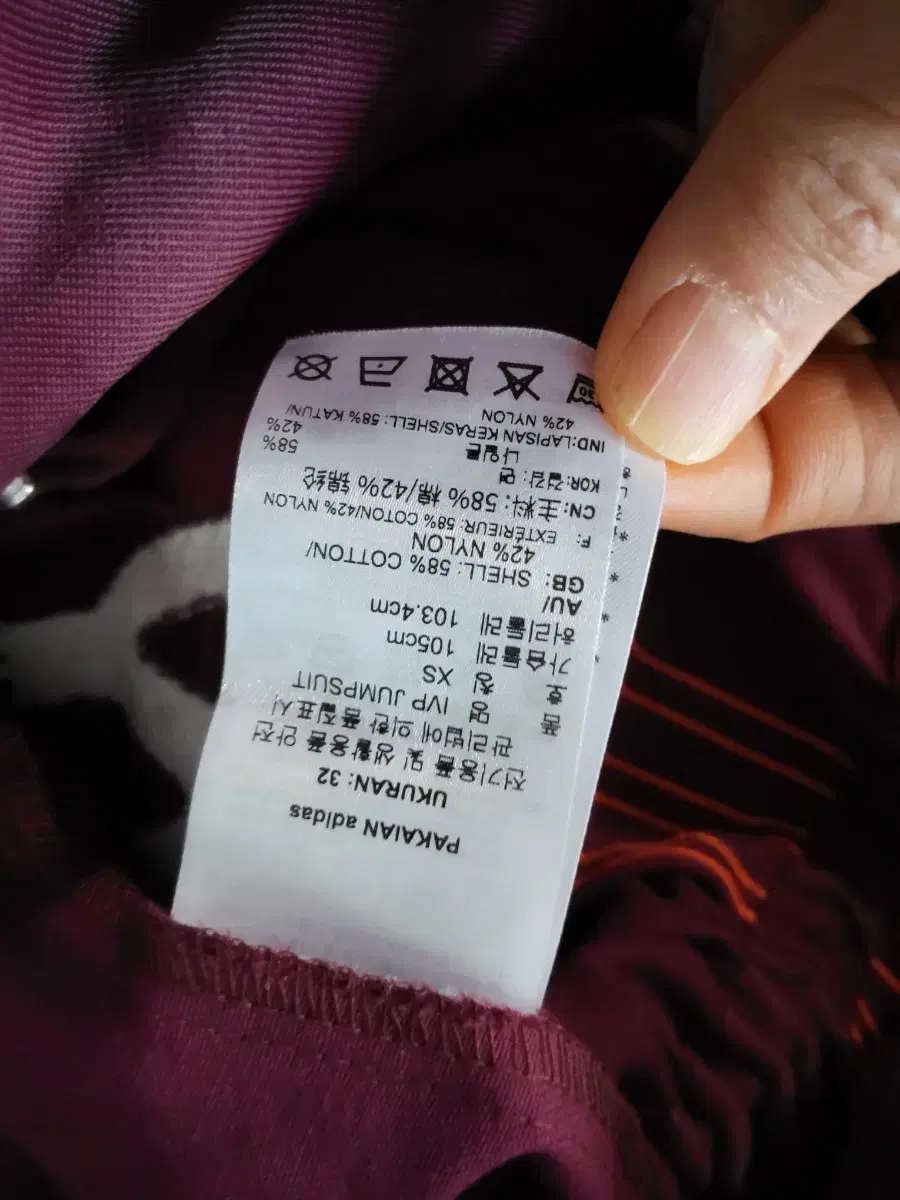 PAKAIAN adidas
UKURAN: 32
전기용품 및 생활용품 안전
관리법에 의한 품질표시
품 명 IVP JUMPSUIT
호 칭 XS
가슴둘레 105cm
허리둘레 103.4cm
AU/
GB: SHELL: 58% COTTON/
42% NYLON
F: EXTÉRIEUR: 58% COTON/42% NYLON
CN: 主料: 58% 棉/42% 锦纶
KOR: 겉감: 면 58%
나일론 42%
IND:LAPISAN KERAS/SHELL: 58% KATUN/
42% NYLON
30